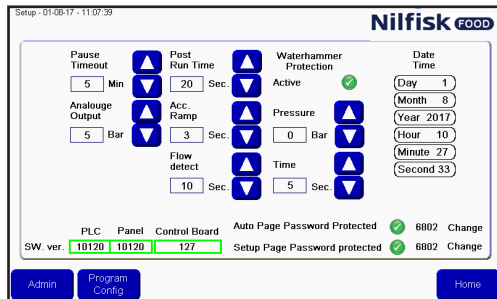 Setup - 01-08-17 - 11:07:39
Nilfisk FOOD
Pause Timeout
5 Min
Analouge Output
5 Bar
Post Run Time
20 Sec.
Acc. Ramp
3 Sec.
Flow detect
10 Sec.
Waterhammer Protection
Active
Pressure
0 Bar
Time
5 Sec.
Date Time
Day 1
Month 8
Year 2017
Hour 10
Minute 27
Second 33
PLC Panel Control Board
SW. ver. 10120 10120 127
Auto Page Password Protected 6802 Change
Setup Page Password protected 6802 Change
Admin
Program Config
Home